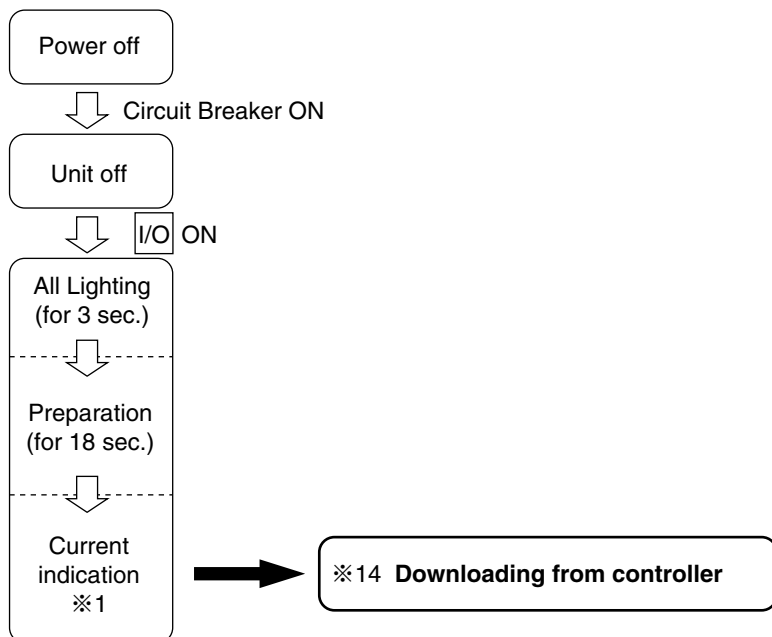 Power off
Circuit Breaker ON
Unit off
I/O ON
All Lighting
(for 3 sec.)
Preparation
(for 18 sec.)
Current
indication
※1
※14 Downloading from controller